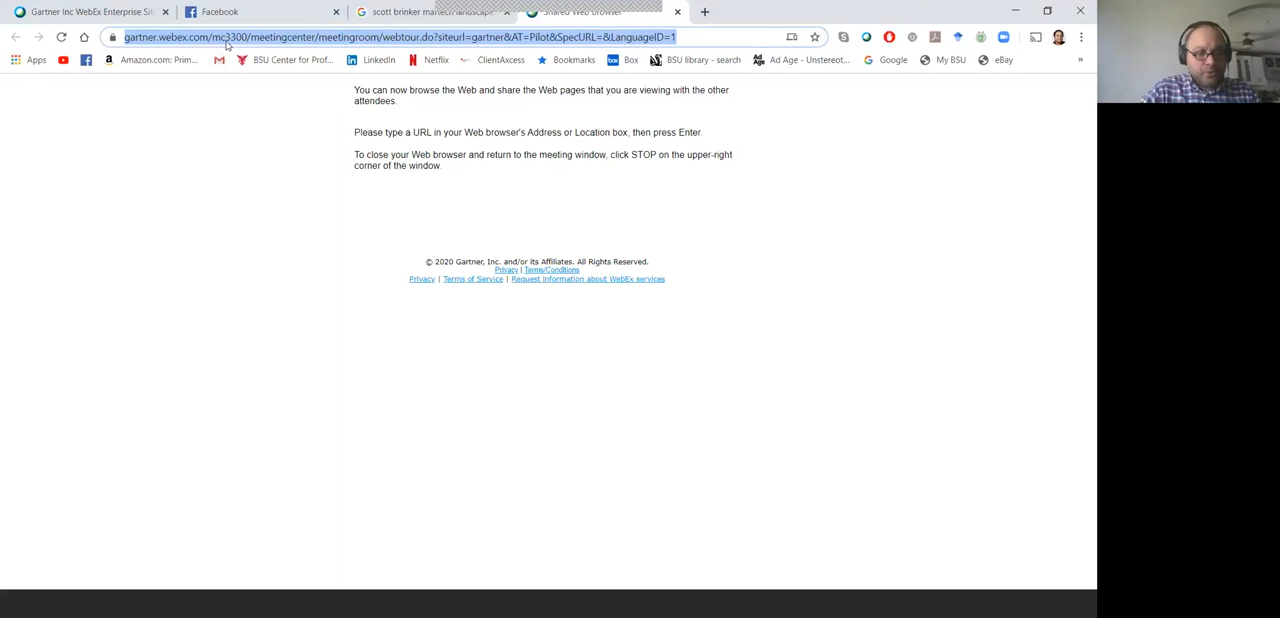 Gartner Inc WebEx Enterprise Sit
Facebook
scott brinker martech landscape
Shared Web browser
gartner.webex.com/mc3300/meetingcenter/meetingroom/webtour.do?siteurl=gartner&AT=Pilot&SpecURL=&LanguageID=1
Apps
Amazon.com: Prim...
BSU Center for Prof...
LinkedIn
Netflix
ClientAxcess
Bookmarks
box
Box
BSU library - search
Ad Age - Unstereot...
Google
My BSU
eBay
»
You can now browse the Web and share the Web pages that you are viewing with the other
attendees.
Please type a URL in your Web browser's Address or Location box, then press Enter.
To close your Web browser and return to the meeting window, click STOP on the upper-right
corner of the window.
© 2020 Gartner, Inc. and/or its Affiliates. All Rights Reserved.
Privacy | Terms/Conditions
Privacy | Terms of Service | Request information about WebEx services